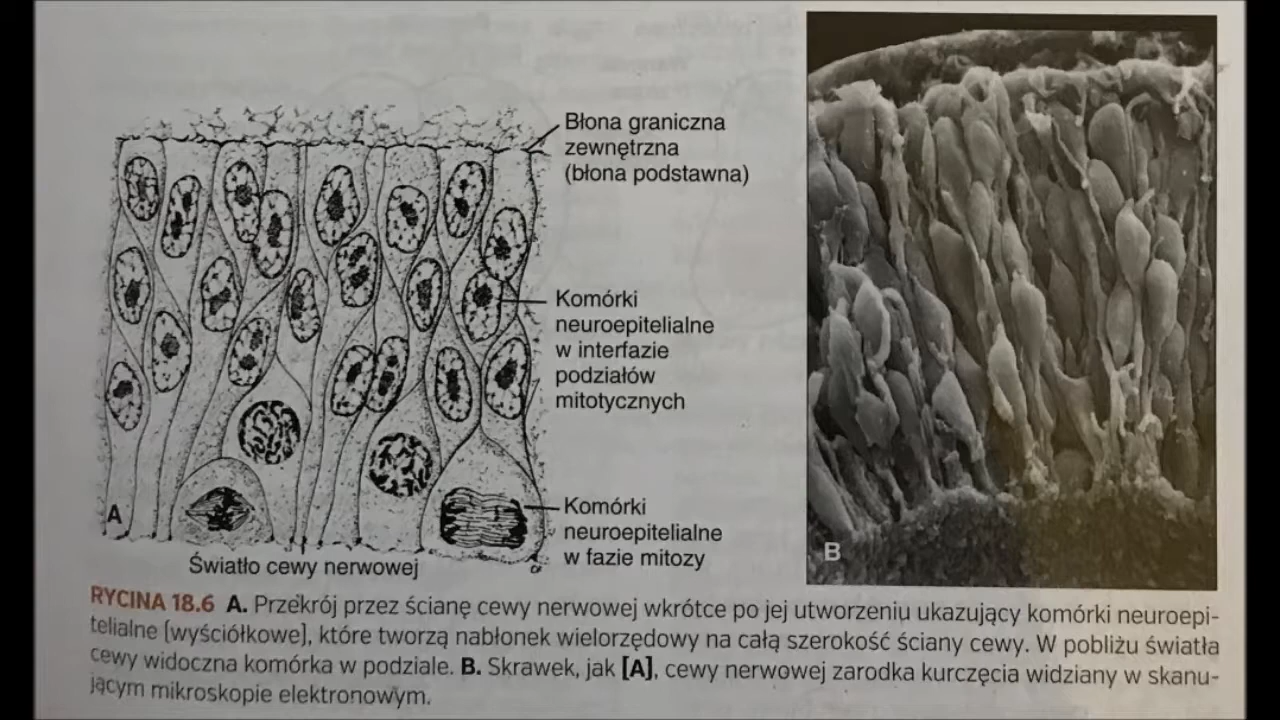 Błona graniczna
zewnętrzna
(błona podstawna)
Komórki
neuroepitelialne
w interfazie
podziałów
mitotycznych
Komórki
neuroepitelialne
w fazie mitozy
A
Światło cewy nerwowej
B
RYCINA 18.6 A. Przekrój przez ścianę cewy nerwowej wkrótce po jej utworzeniu ukazujący komórki neuroepi-
telialne [wyściółkowe], które tworzą nabłonek wielorzędowy na całą szerokość ściany cewy. W pobliżu światła
cewy widoczna komórka w podziale. B. Skrawek, jak [A], cewy nerwowej zarodka kurczęcia widziany w skanu-
jącym mikroskopie elektronowym.